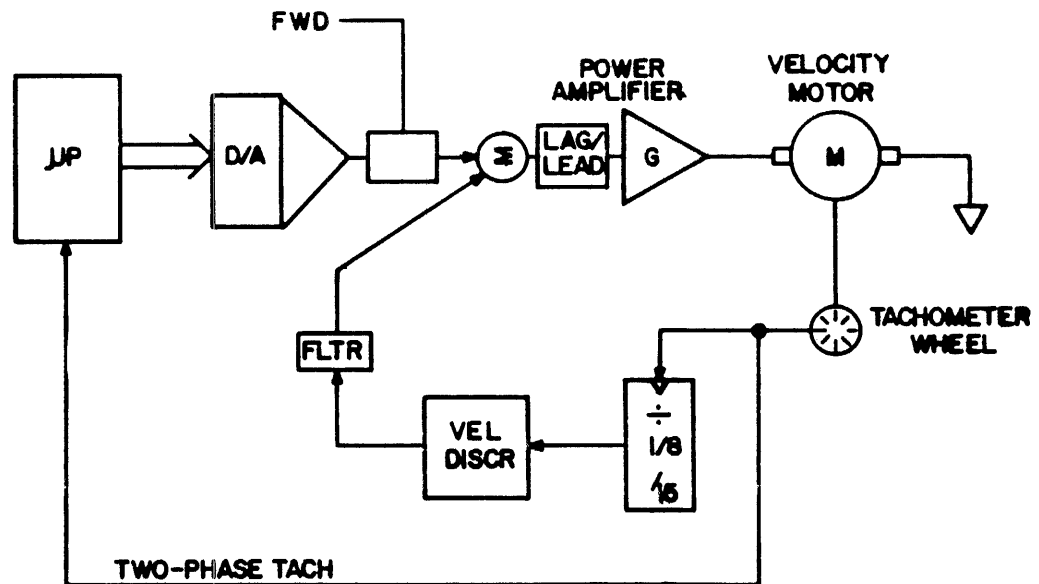 FWD
μP
D/A
Σ
LAG/
LEAD
POWER
AMPLIFIER
G
VELOCITY
MOTOR
M
TACHOMETER
WHEEL
FLTR
VEL
DISCR
÷
1/8
/15
TWO-PHASE TACH